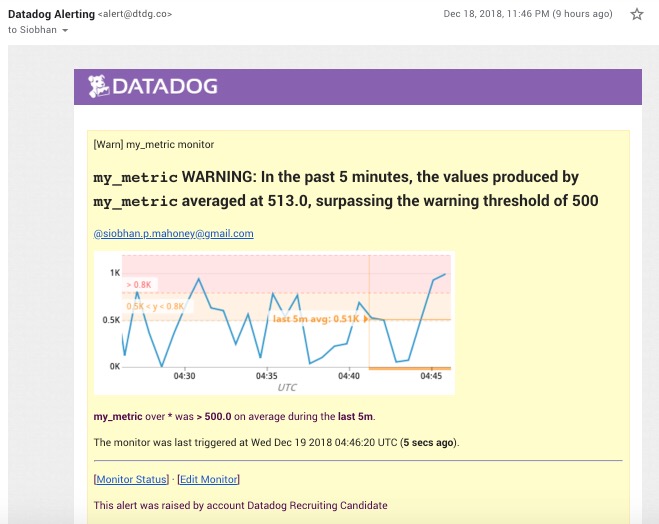 Datadog Alerting <alert@dtdg.co>
Dec 18, 2018, 11:46 PM (9 hours ago)
to Siobhan
DATADOG
[Warn] my_metric monitor
my_metric WARNING: In the past 5 minutes, the values produced by
my_metric averaged at 513.0, surpassing the warning threshold of 500
@siobhan.p.mahoney@gmail.com
1K
> 0.8K
0.5K < y < 0.8K
0.5K
last 5m avg: 0.51K
0K
04:30
04:35
04:40
04:45
UTC
my_metric over * was > 500.0 on average during the last 5m.
The monitor was last triggered at Wed Dec 19 2018 04:46:20 UTC (5 secs ago).
[Monitor Status] · [Edit Monitor]
This alert was raised by account Datadog Recruiting Candidate